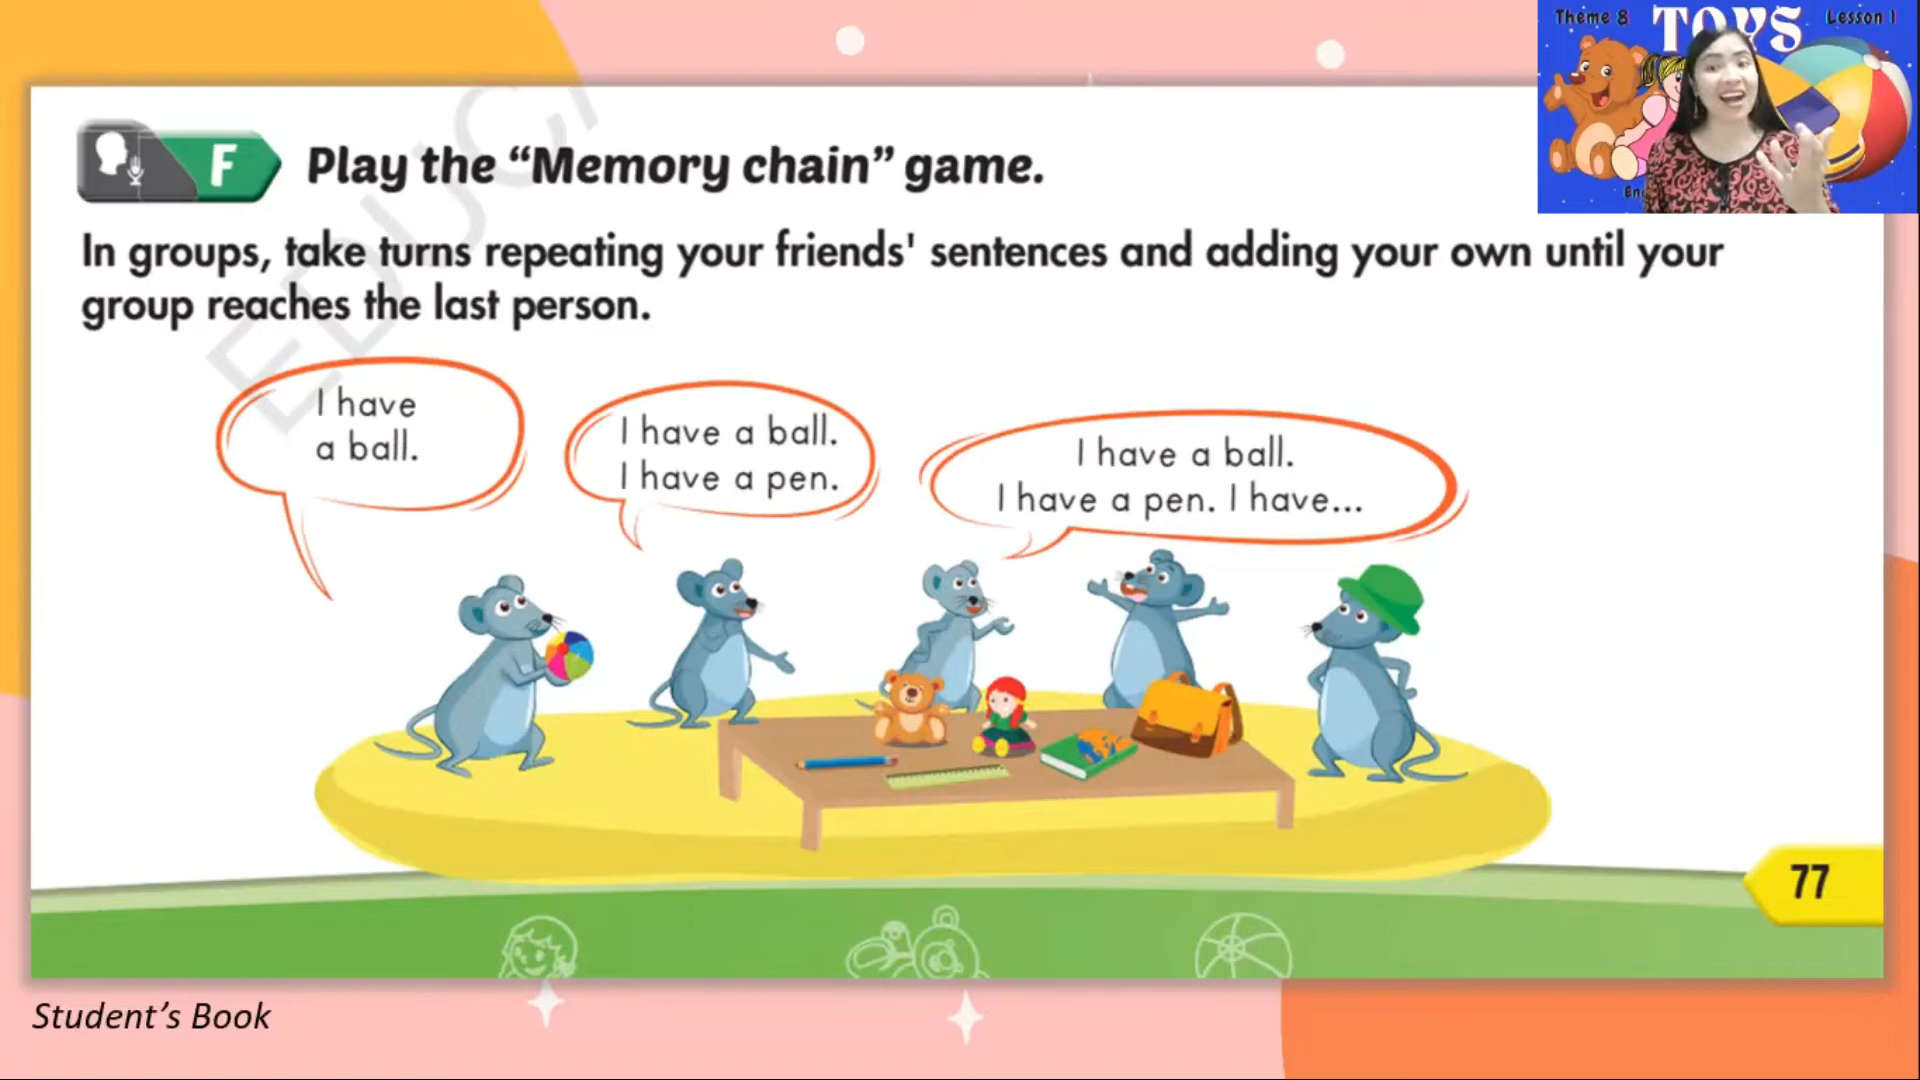 Theme 8 TOYS Lesson 1
F Play the “Memory chain” game.
In groups, take turns repeating your friends' sentences and adding your own until your
group reaches the last person.
I have
a ball.
I have a ball.
I have a pen.
I have a ball.
I have a pen. I have...
77
Student’s Book